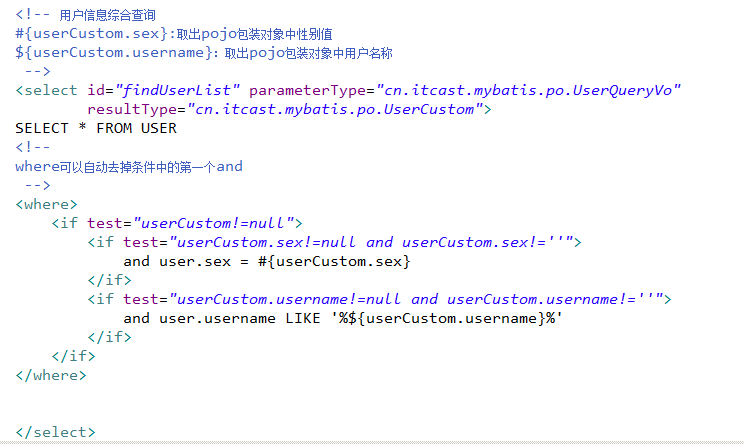 <!-- 用户信息综合查询
#{userCustom.sex}:取出pojo包装对象中性别值
${userCustom.username}：取出pojo包装对象中用户名称
 -->
<select id="findUserList" parameterType="cn.itcast.mybatis.po.UserQueryVo"
        resultType="cn.itcast.mybatis.po.UserCustom">
SELECT * FROM USER
<!--
where可以自动去掉条件中的第一个and
 -->
<where>
    <if test="userCustom!=null">
        <if test="userCustom.sex!=null and userCustom.sex!=''">
            and user.sex = #{userCustom.sex}
        </if>
        <if test="userCustom.username!=null and userCustom.username!=''">
            and user.username LIKE '%${userCustom.username}%'
        </if>
    </if>
</where>
</select>